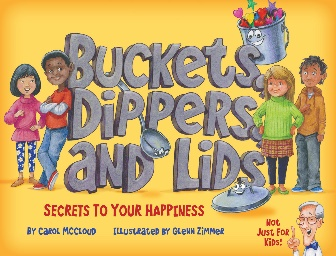 Buckets,
Dippers,
and Lids
Secrets to Your Happiness
by Carol McCloud Illustrated by Glenn Zimmer
Not
Just For
Kids!